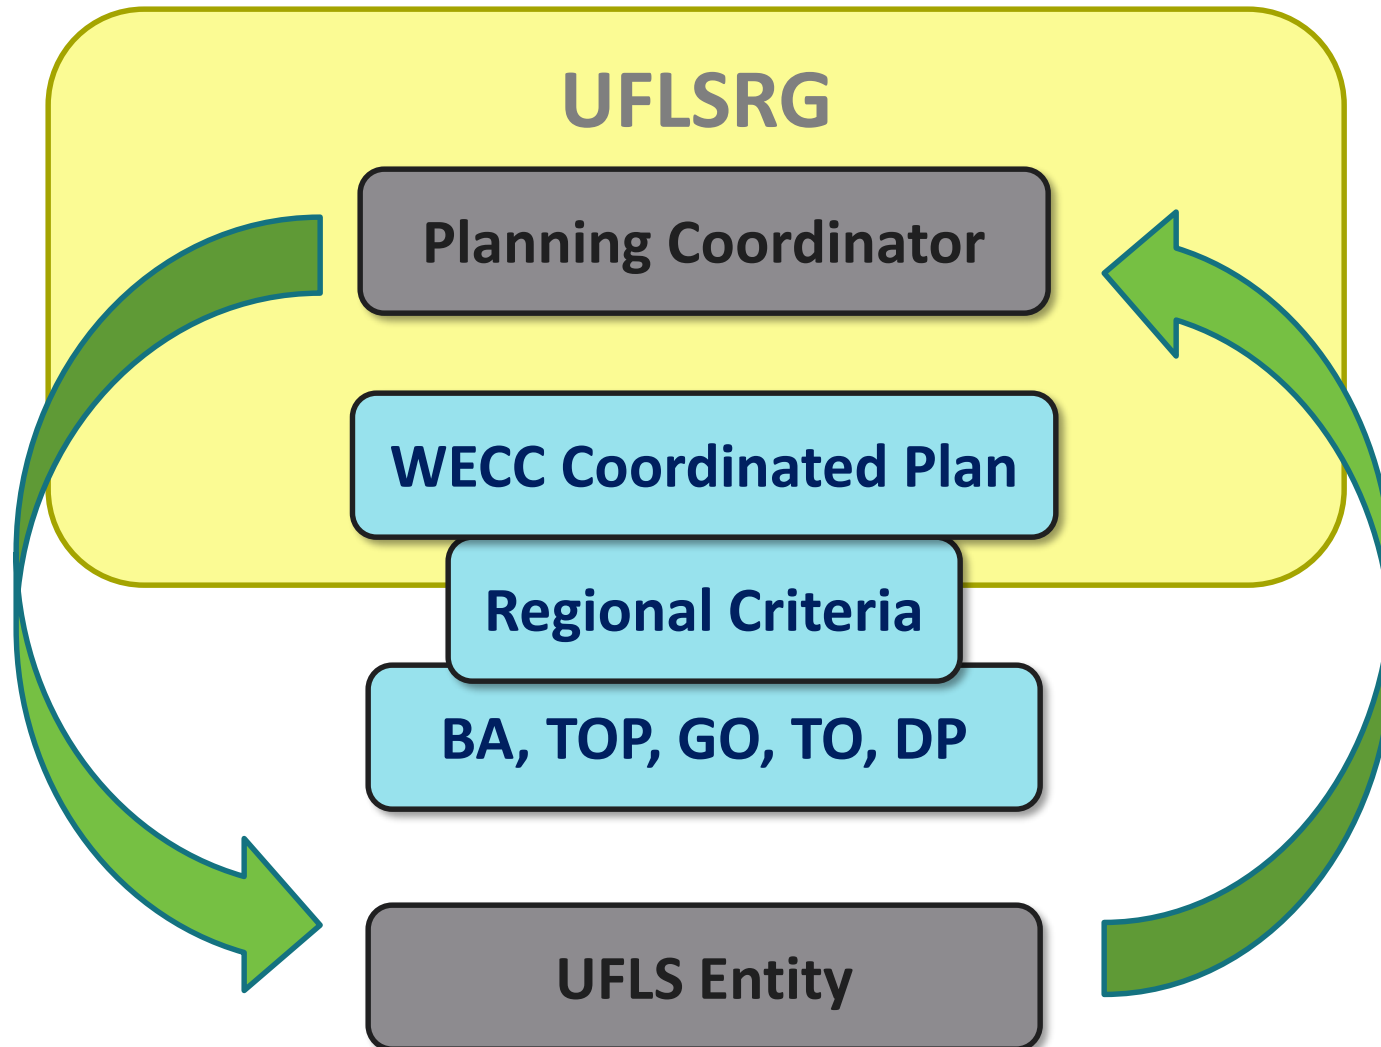 UFLSRG
Planning Coordinator
WECC Coordinated Plan
Regional Criteria
BA, TOP, GO, TO, DP
UFLS Entity